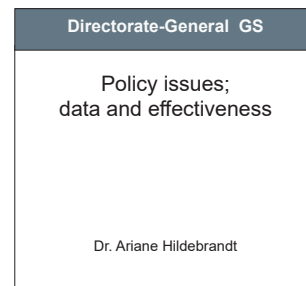 Directorate-General GS
Policy issues;
data and effectiveness
Dr. Ariane Hildebrandt